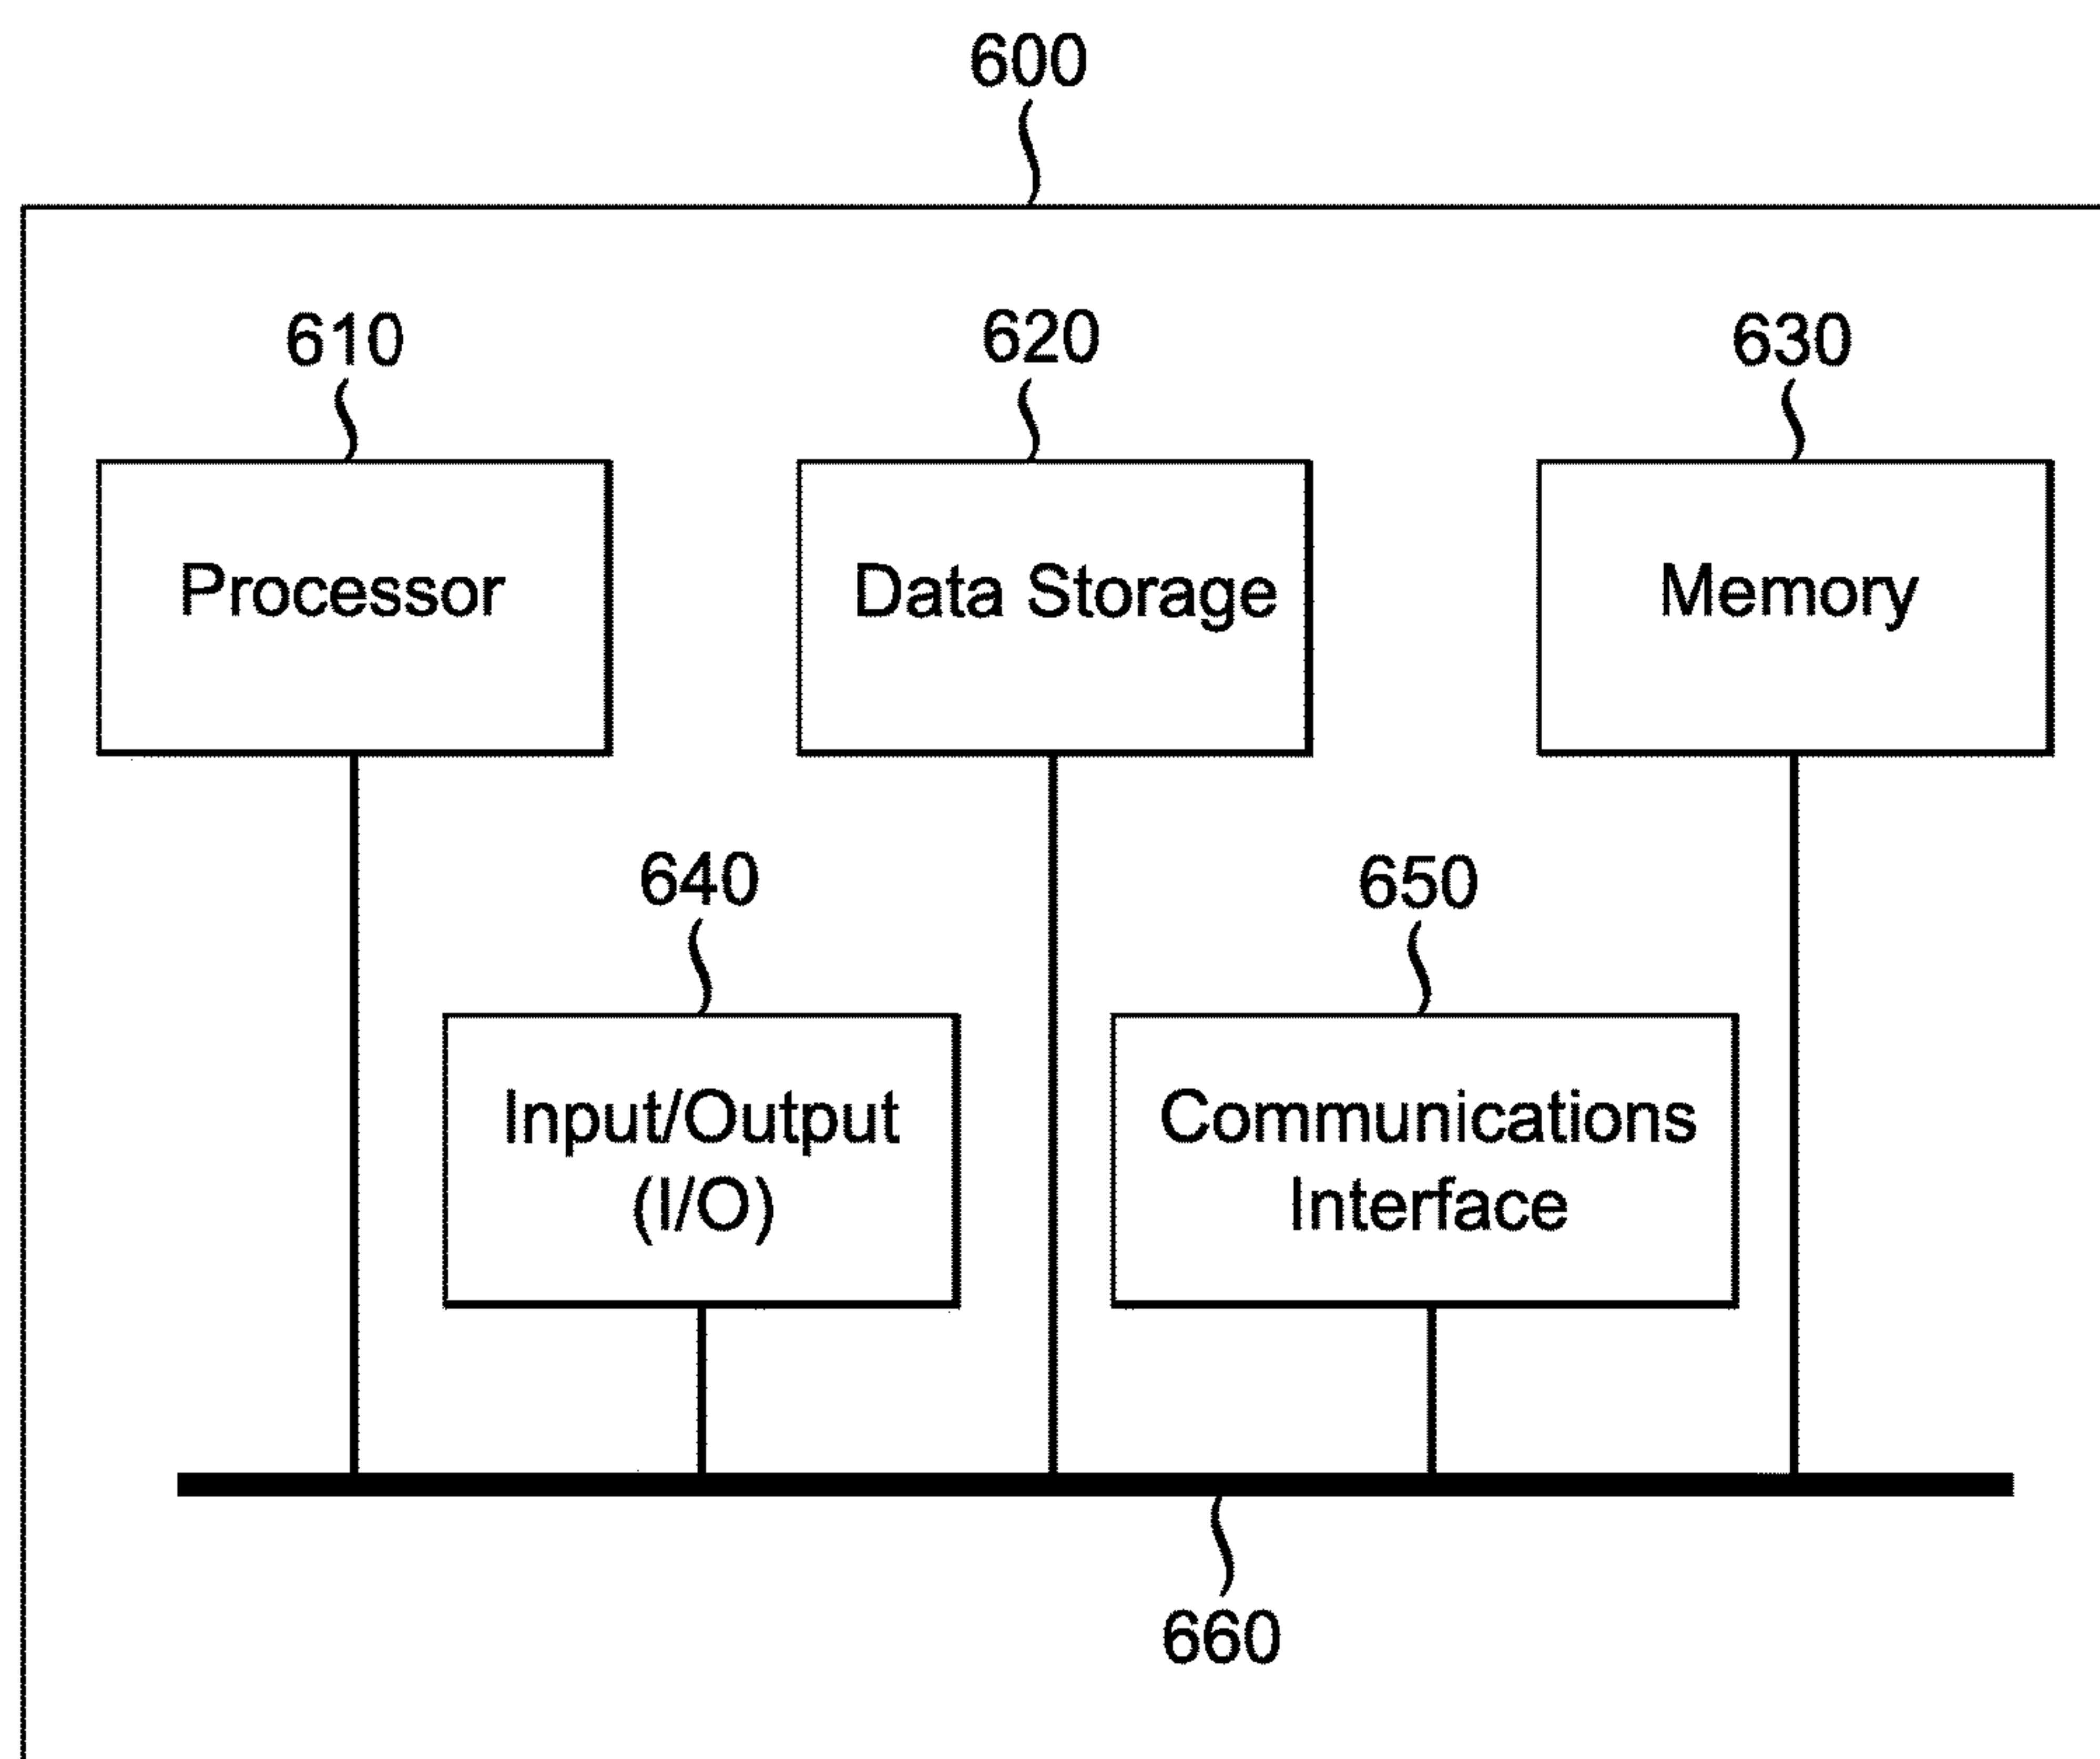 600
610
620
630
Processor
Data Storage
Memory
640
650
Input/Output
(I/O)
Communications
Interface
660